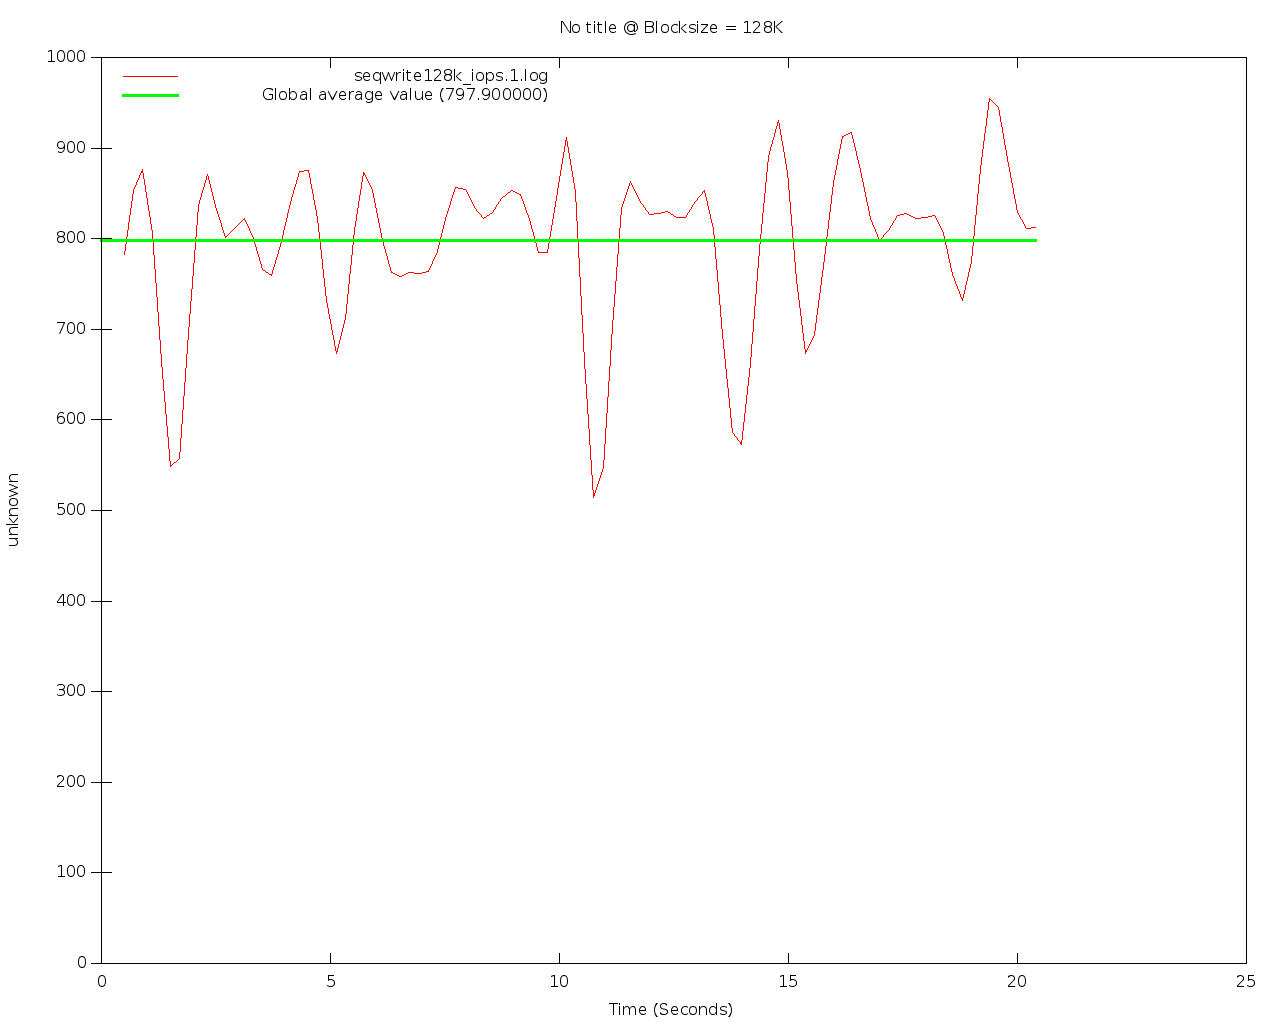 No title @ Blocksize = 128K
seqwrite128k_iops.1.log
Global average value (797.900000)
1000
900
800
700
600
500
400
300
200
100
0
unknown
0 5 10 15 20 25
Time (Seconds)